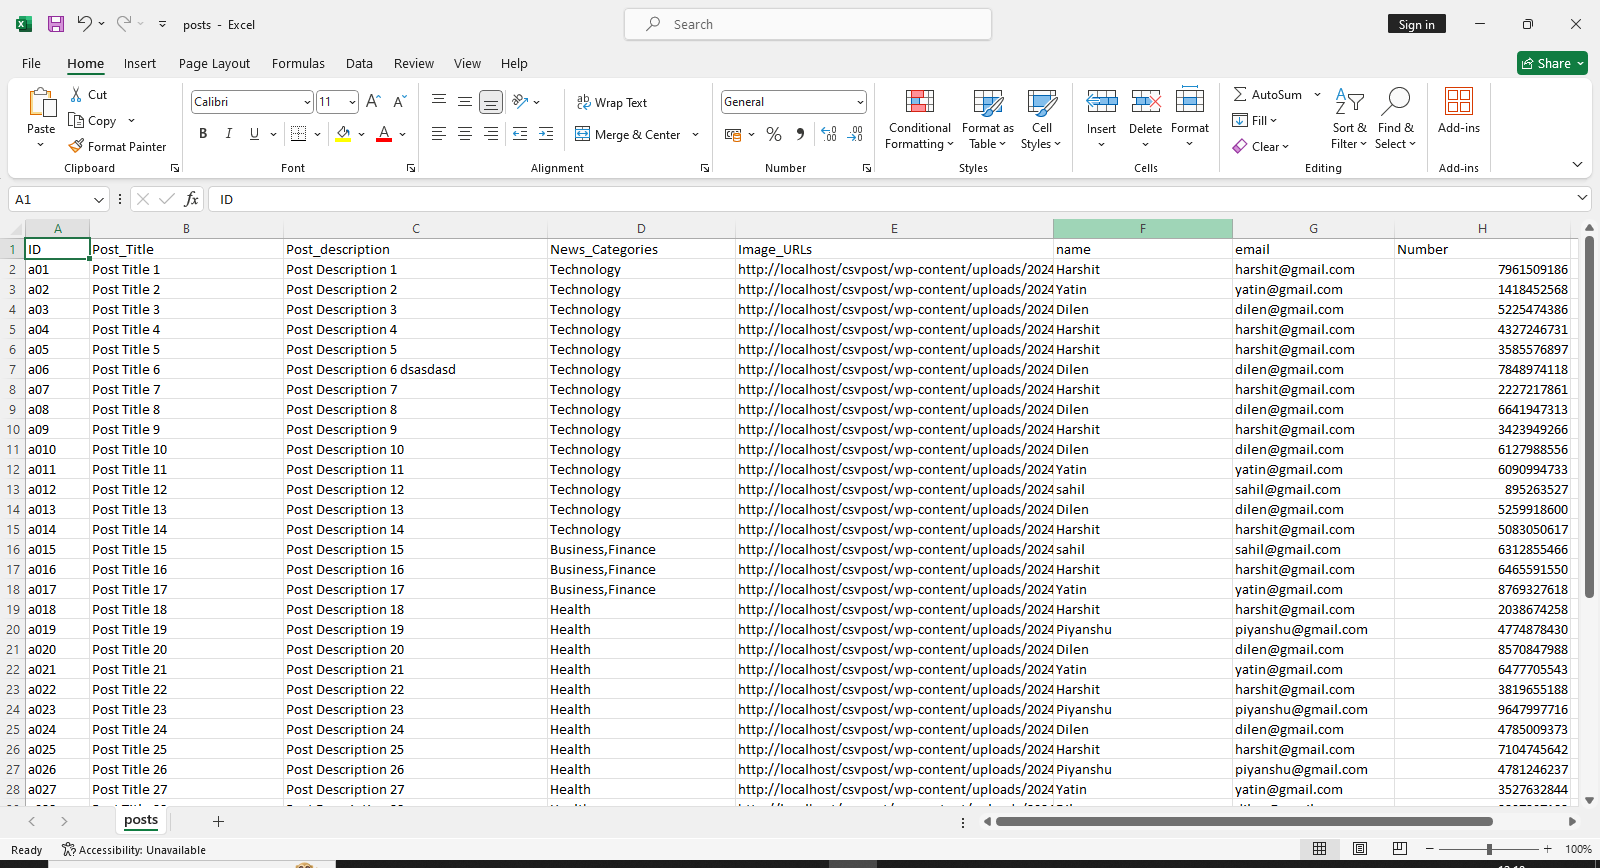 posts - Excel
Search
Sign in
File Home Insert Page Layout Formulas Data Review View Help
Share
Paste
Cut
Copy
Format Painter
Clipboard
Calibri 11
B I U
A A
Font
Wrap Text
Merge & Center
Alignment
General
% ,
Number
Conditional Formatting
Format as Table
Cell Styles
Styles
Insert Delete Format
Cells
AutoSum
Fill
Clear
Sort & Filter
Find & Select
Editing
Add-ins
Add-ins
A1 fx ID
A B C D E F G H
1 ID Post_Title Post_description News_Categories Image_URLs name email Number
2 a01 Post Title 1 Post Description 1 Technology http://localhost/csvpost/wp-content/uploads/2024 Harshit harshit@gmail.com 7961509186
3 a02 Post Title 2 Post Description 2 Technology http://localhost/csvpost/wp-content/uploads/2024 Yatin yatin@gmail.com 1418452568
4 a03 Post Title 3 Post Description 3 Technology http://localhost/csvpost/wp-content/uploads/2024 Dilen dilen@gmail.com 5225474386
5 a04 Post Title 4 Post Description 4 Technology http://localhost/csvpost/wp-content/uploads/2024 Harshit harshit@gmail.com 4327246731
6 a05 Post Title 5 Post Description 5 Technology http://localhost/csvpost/wp-content/uploads/2024 Harshit harshit@gmail.com 3585576897
7 a06 Post Title 6 Post Description 6 dsasdasd Technology http://localhost/csvpost/wp-content/uploads/2024 Dilen dilen@gmail.com 7848974118
8 a07 Post Title 7 Post Description 7 Technology http://localhost/csvpost/wp-content/uploads/2024 Harshit harshit@gmail.com 2227217861
9 a08 Post Title 8 Post Description 8 Technology http://localhost/csvpost/wp-content/uploads/2024 Dilen dilen@gmail.com 6641947313
10 a09 Post Title 9 Post Description 9 Technology http://localhost/csvpost/wp-content/uploads/2024 Harshit harshit@gmail.com 3423949266
11 a010 Post Title 10 Post Description 10 Technology http://localhost/csvpost/wp-content/uploads/2024 Dilen dilen@gmail.com 6127988556
12 a011 Post Title 11 Post Description 11 Technology http://localhost/csvpost/wp-content/uploads/2024 Yatin yatin@gmail.com 6090994733
13 a012 Post Title 12 Post Description 12 Technology http://localhost/csvpost/wp-content/uploads/2024 sahil sahil@gmail.com 895263527
14 a013 Post Title 13 Post Description 13 Technology http://localhost/csvpost/wp-content/uploads/2024 Dilen dilen@gmail.com 5259918600
15 a014 Post Title 14 Post Description 14 Technology http://localhost/csvpost/wp-content/uploads/2024 Harshit harshit@gmail.com 5083050617
16 a015 Post Title 15 Post Description 15 Business,Finance http://localhost/csvpost/wp-content/uploads/2024 sahil sahil@gmail.com 6312855466
17 a016 Post Title 16 Post Description 16 Business,Finance http://localhost/csvpost/wp-content/uploads/2024 Harshit harshit@gmail.com 6465591550
18 a017 Post Title 17 Post Description 17 Business,Finance http://localhost/csvpost/wp-content/uploads/2024 Yatin yatin@gmail.com 8769327618
19 a018 Post Title 18 Post Description 18 Health http://localhost/csvpost/wp-content/uploads/2024 Harshit harshit@gmail.com 2038674258
20 a019 Post Title 19 Post Description 19 Health http://localhost/csvpost/wp-content/uploads/2024 Piyanshu piyanshu@gmail.com 4774878430
21 a020 Post Title 20 Post Description 20 Health http://localhost/csvpost/wp-content/uploads/2024 Dilen dilen@gmail.com 8570847988
22 a021 Post Title 21 Post Description 21 Health http://localhost/csvpost/wp-content/uploads/2024 Yatin yatin@gmail.com 6477705543
23 a022 Post Title 22 Post Description 22 Health http://localhost/csvpost/wp-content/uploads/2024 Harshit harshit@gmail.com 3819655188
24 a023 Post Title 23 Post Description 23 Health http://localhost/csvpost/wp-content/uploads/2024 Piyanshu piyanshu@gmail.com 9647997716
25 a024 Post Title 24 Post Description 24 Health http://localhost/csvpost/wp-content/uploads/2024 Dilen dilen@gmail.com 4785009373
26 a025 Post Title 25 Post Description 25 Health http://localhost/csvpost/wp-content/uploads/2024 Harshit harshit@gmail.com 7104745642
27 a026 Post Title 26 Post Description 26 Health http://localhost/csvpost/wp-content/uploads/2024 Piyanshu piyanshu@gmail.com 4781246237
28 a027 Post Title 27 Post Description 27 Health http://localhost/csvpost/wp-content/uploads/2024 Yatin yatin@gmail.com 3527632844
posts
Ready Accessibility: Unavailable 100%